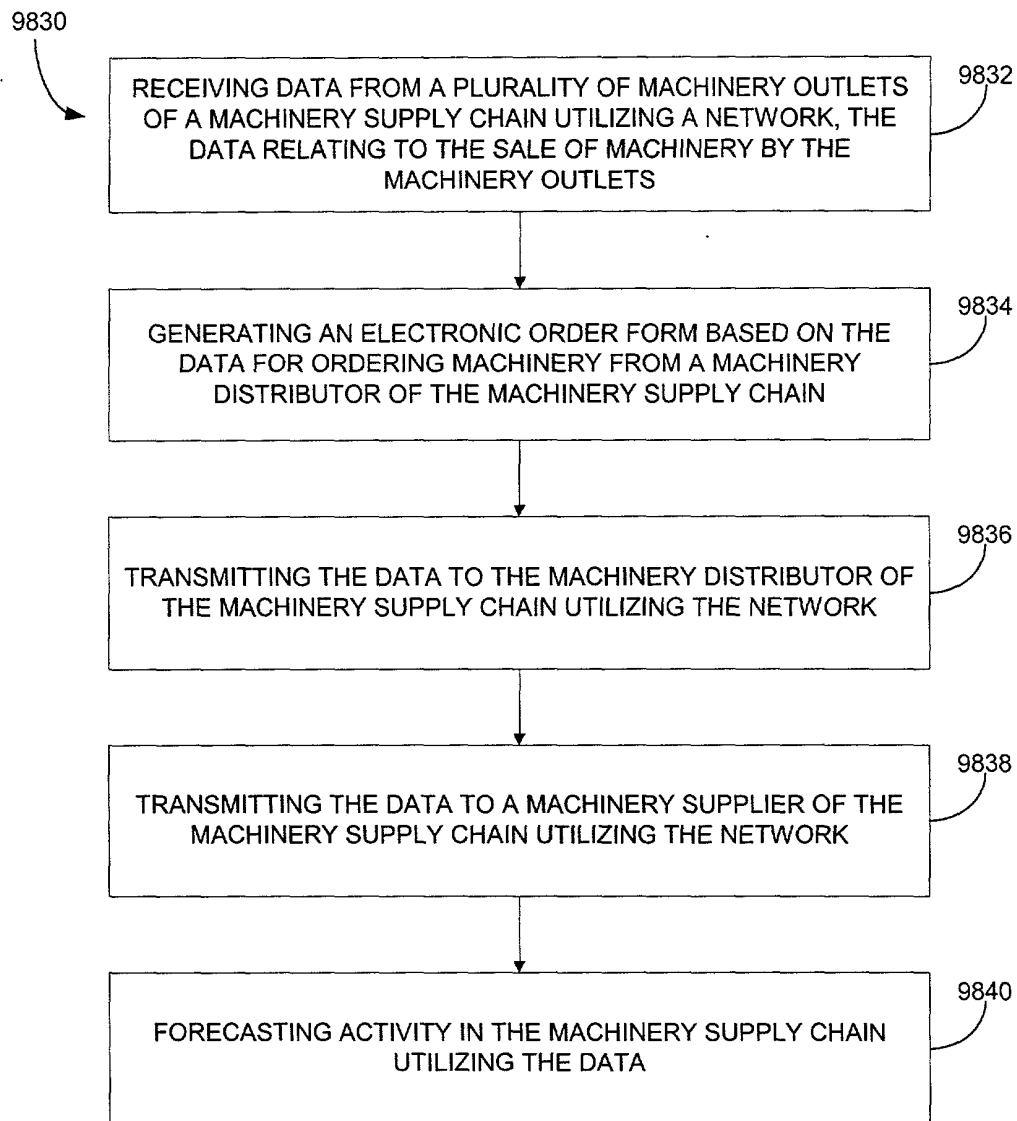 9830
RECEIVING DATA FROM A PLURALITY OF MACHINERY OUTLETS
OF A MACHINERY SUPPLY CHAIN UTILIZING A NETWORK, THE
DATA RELATING TO THE SALE OF MACHINERY BY THE
MACHINERY OUTLETS
9832
GENERATING AN ELECTRONIC ORDER FORM BASED ON THE
DATA FOR ORDERING MACHINERY FROM A MACHINERY
DISTRIBUTOR OF THE MACHINERY SUPPLY CHAIN
9834
TRANSMITTING THE DATA TO THE MACHINERY DISTRIBUTOR OF
THE MACHINERY SUPPLY CHAIN UTILIZING THE NETWORK
9836
TRANSMITTING THE DATA TO A MACHINERY SUPPLIER OF THE
MACHINERY SUPPLY CHAIN UTILIZING THE NETWORK
9838
FORECASTING ACTIVITY IN THE MACHINERY SUPPLY CHAIN
UTILIZING THE DATA
9840